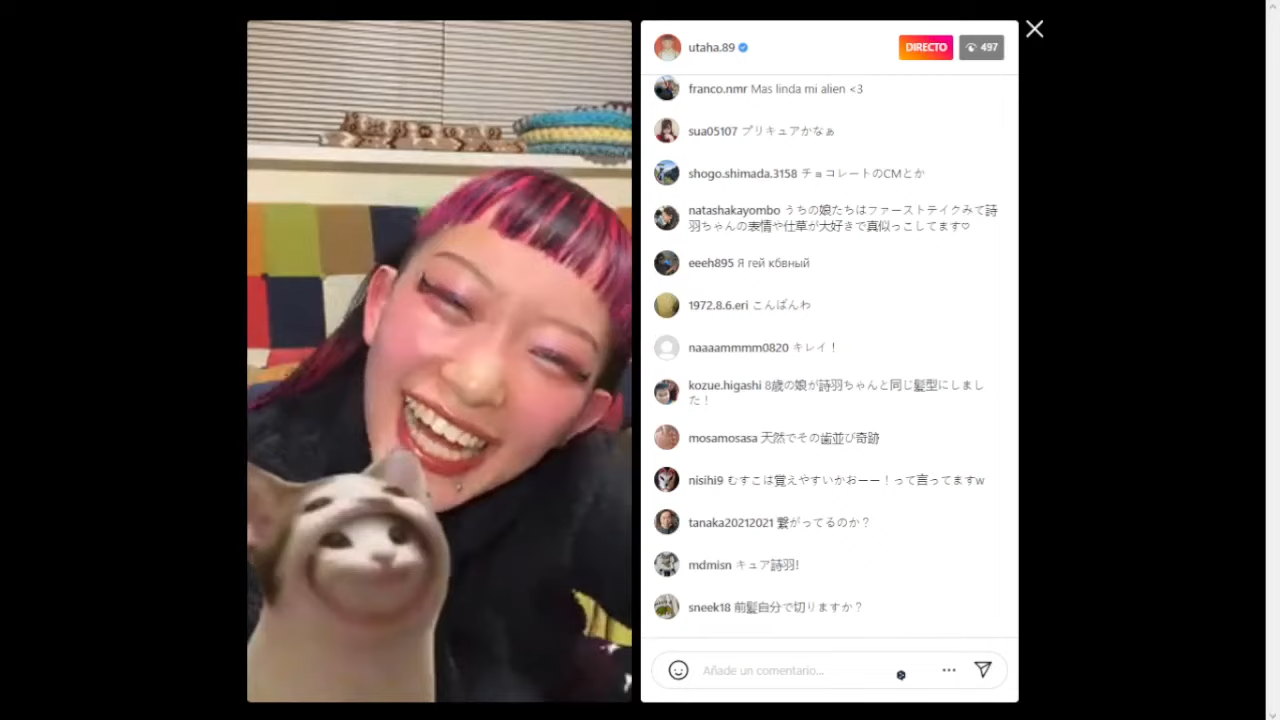 utaha.89
DIRECTO
497
franco.nmr Mas linda mi alien <3
sua05107 プリキュアかなぁ
shogo.shimada.3158 チョコレートのCMとか
natashakayombo うちの娘たちはファーストテイクみて詩
羽ちゃんの表情や仕草が大好きで真似っこしてます♡
eeeh895 Я гей кбвный
1972.8.6.eri こんばんわ
naaaammmm0820 キレイ！
kozue.higashi 8歳の娘が詩羽ちゃんと同じ髪型にしまし
た！
mosamosasa 天然でその歯並び奇跡
nisihi9 むすこは覚えやすいかおーー！って言ってますw
tanaka20212021 繋がってるのか？
mdmisn キュア詩羽!
sneek18 前髪自分で切りますか？
Añade un comentario...